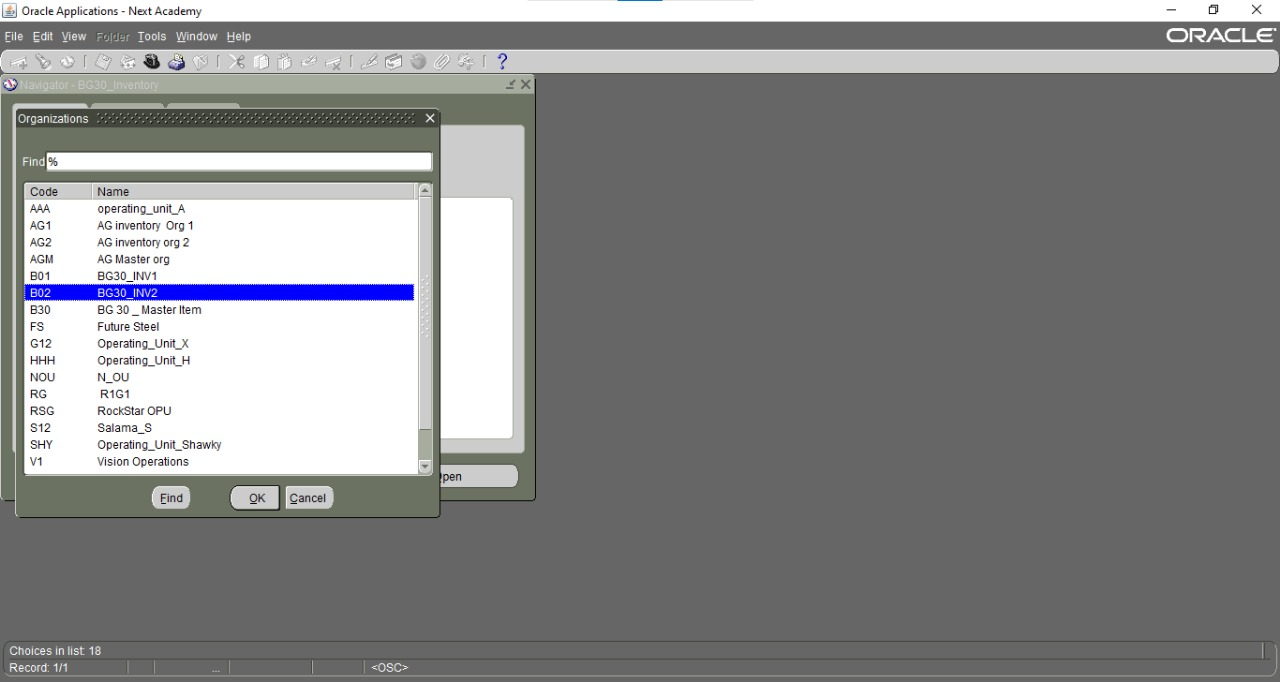 Oracle Applications - Next Academy
File Edit View Folder Tools Window Help
ORACLE
Navigator - BG30_Inventory
Organizations
Find %
Code Name
AAA operating_unit_A
AG1 AG inventory Org 1
AG2 AG inventory org 2
AGM AG Master org
B01 BG30_INV1
B02 BG30_INV2
B30 BG 30 _ Master Item
FS Future Steel
G12 Operating_Unit_X
HHH Operating_Unit_H
NOU N_OU
RG R1G1
RSG RockStar OPU
S12 Salama_S
SHY Operating_Unit_Shawky
V1 Vision Operations
Open
Find OK Cancel
Choices in list: 18
Record: 1/1 ... <OSC>